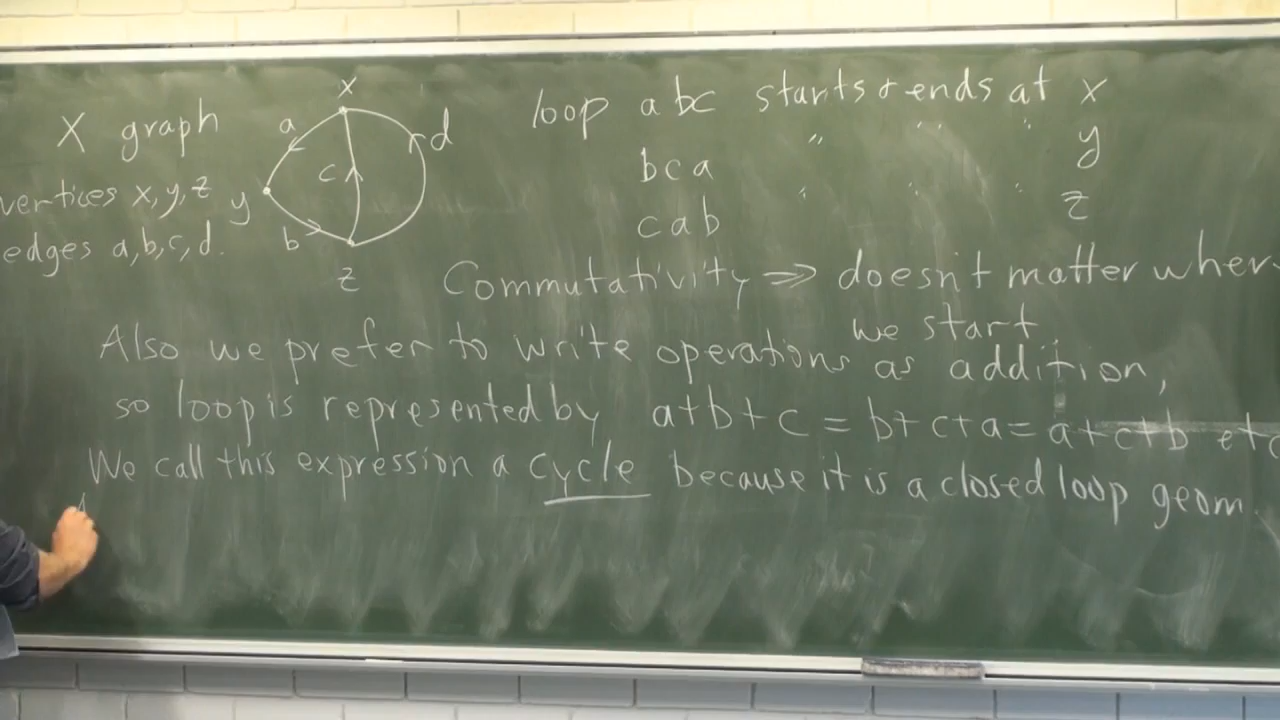 X graph
vertices x, y, z
edges a, b, c, d.
x
a
d
c
y
b
z
loop abc starts & ends at x
" " " y
bca
" " " z
cab
Commutativity ⇒ doesn't matter wher
we start.
Also we prefer to write operations as addition,
so loop is represented by a+b+c = b+c+a= a+c+b etc
We call this expression a cycle because it is a closed loop geom.